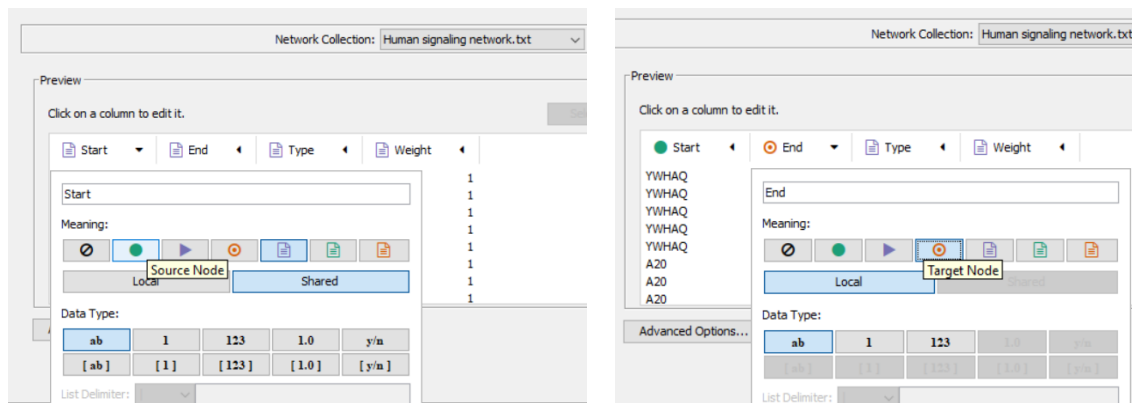 Network Collection: Human signaling network.txt
Preview
Click on a column to edit it.
Start End Type Weight
1
Start
1
1
Meaning:
1
1
1
Source Node
Local Shared
1
1
Data Type:
ab 1 123 1.0 y/n
[ ab ] [ 1 ] [ 123 ] [ 1.0 ] [ y/n ]
List Delimiter: |
Network Collection: Human signaling network.txt
Preview
Click on a column to edit it.
Start End Type Weight
YWHAQ
YWHAQ
End
YWHAQ
YWHAQ
Meaning:
YWHAQ
A20
Target Node
A20
Local Shared
A20
Data Type:
Advanced Options...
ab 1 123 1.0 y/n
[ ab ] [ 1 ] [ 123 ] [ 1.0 ] [ y/n ]
List Delimiter: |